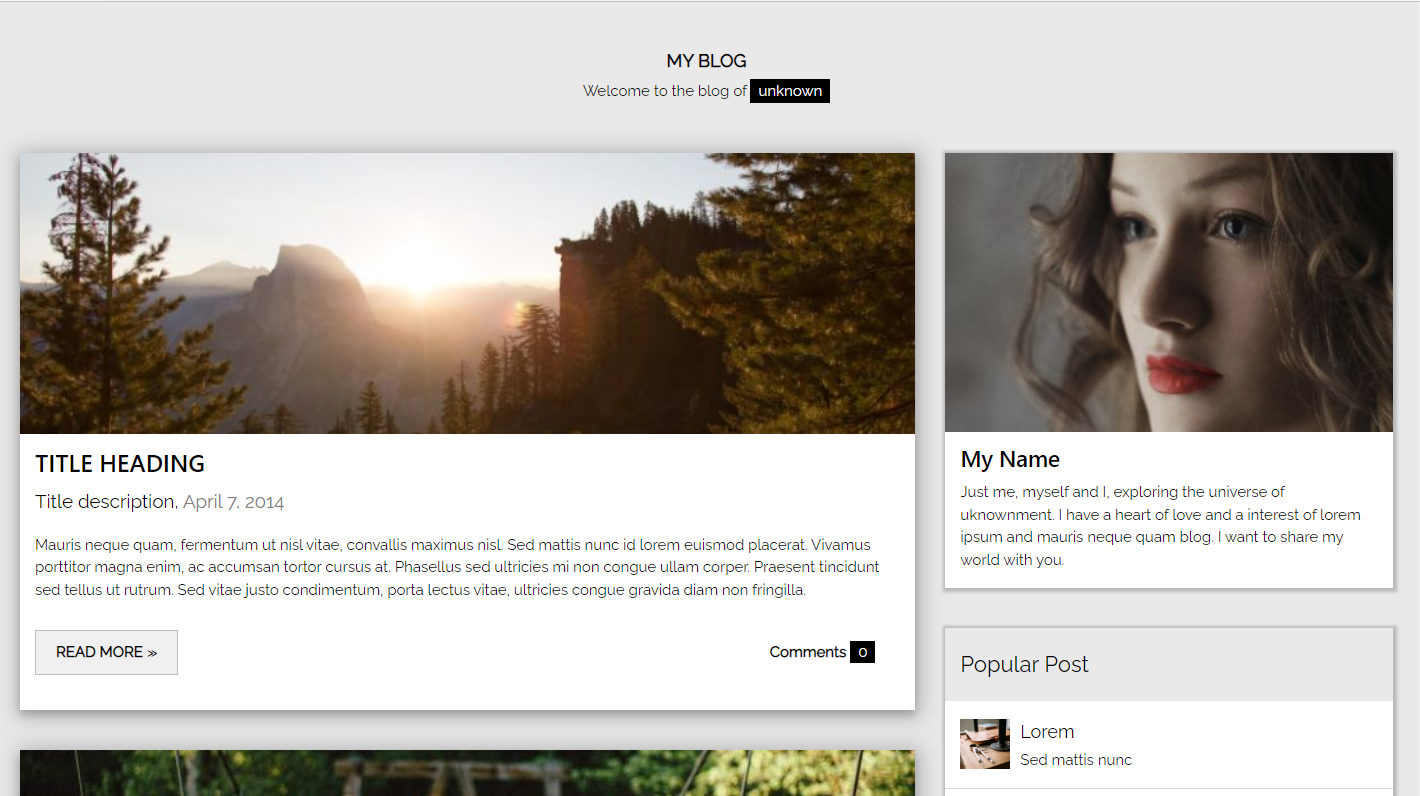 MY BLOG
Welcome to the blog of unknown
TITLE HEADING
Title description, April 7, 2014
Mauris neque quam, fermentum ut nisl vitae, convallis maximus nisl. Sed mattis nunc id lorem euismod placerat. Vivamus
porttitor magna enim, ac accumsan tortor cursus at. Phasellus sed ultricies mi non congue ullam corper. Praesent tincidunt
sed tellus ut rutrum. Sed vitae justo condimentum, porta lectus vitae, ultricies congue gravida diam non fringilla.
READ MORE »
Comments 0
My Name
Just me, myself and I, exploring the universe of
uknownment. I have a heart of love and a interest of lorem
ipsum and mauris neque quam blog. I want to share my
world with you.
Popular Post
Lorem
Sed mattis nunc